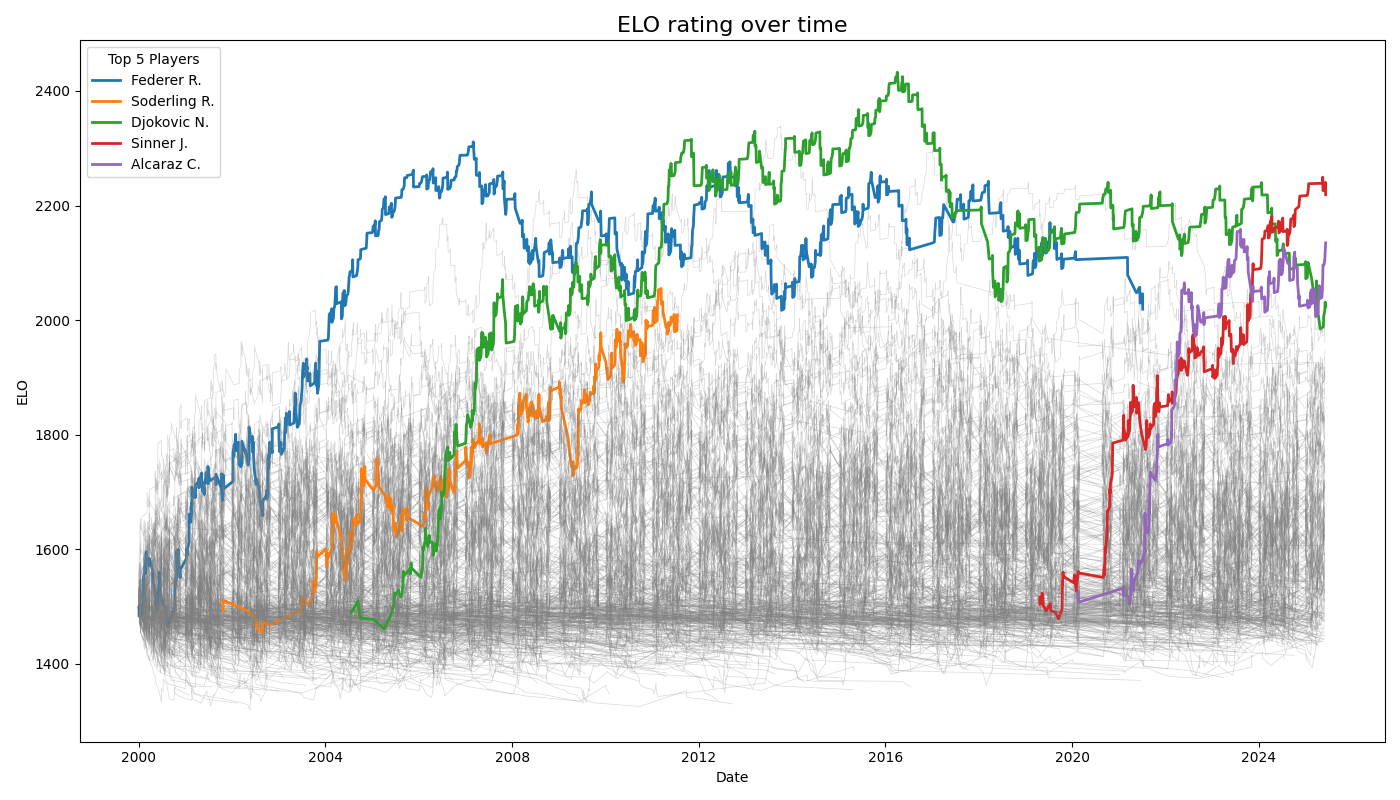 ELO rating over time
Top 5 Players
Federer R.
Soderling R.
Djokovic N.
Sinner J.
Alcaraz C.
ELO
2400
2200
2000
1800
1600
1400
2000 2004 2008 2012 2016 2020 2024
Date